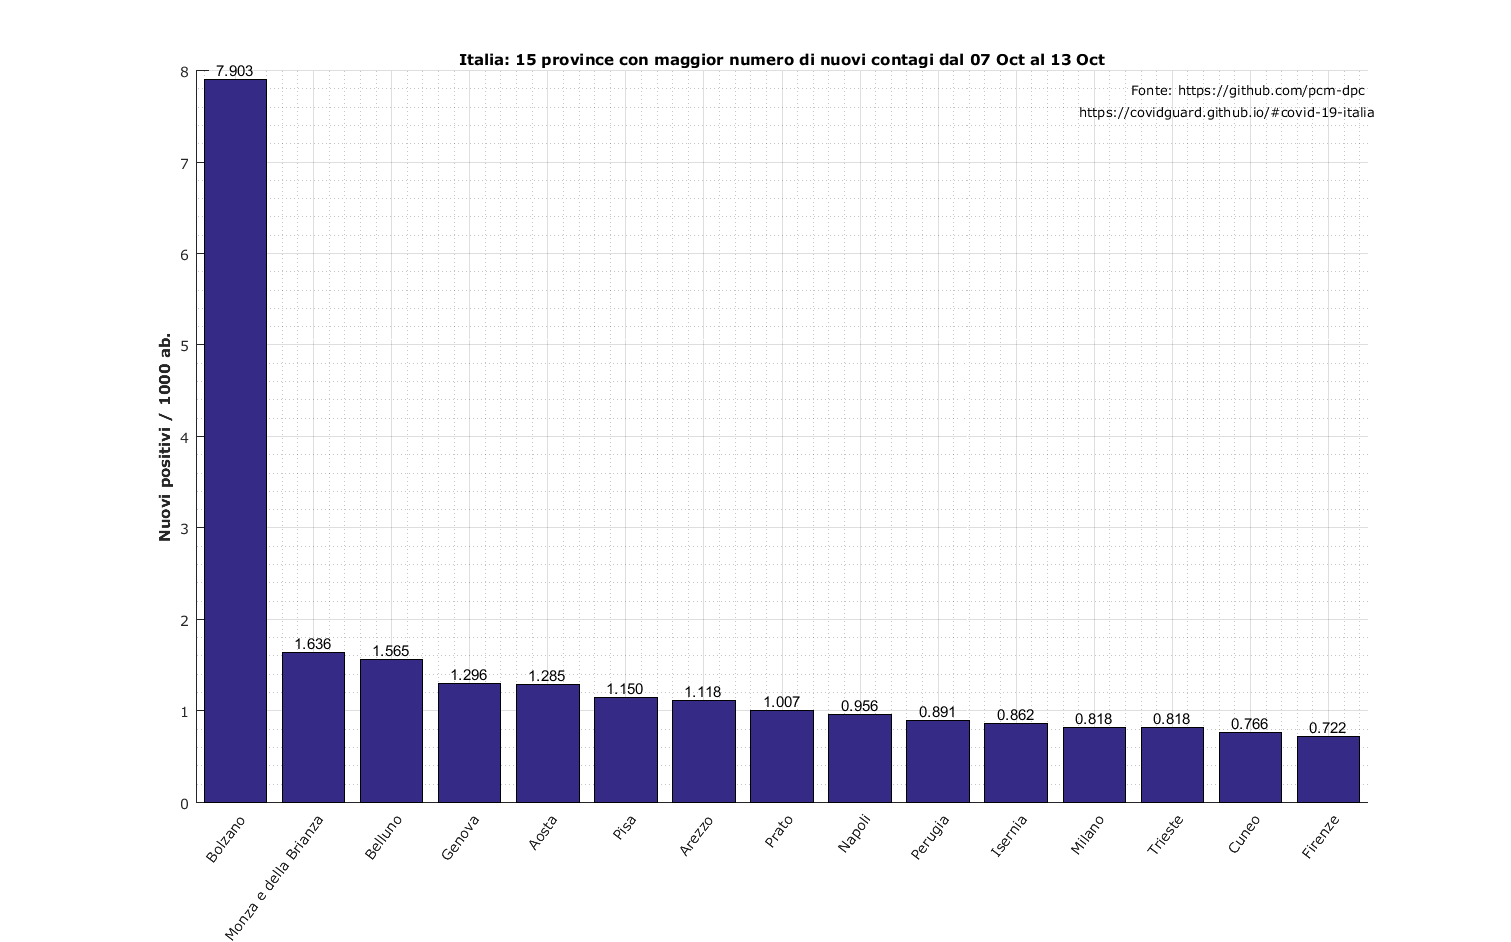 Italia: 15 province con maggior numero di nuovi contagi dal 07 Oct al 13 Oct
Fonte: https://github.com/pcm-dpc
https://covidguard.github.io/#covid-19-italia
Nuovi positivi / 1000 ab.
8
7
6
5
4
3
2
1
0
7.903
1.636
1.565
1.296
1.285
1.150
1.118
1.007
0.956
0.891
0.862
0.818
0.818
0.766
0.722
Bolzano
Monza e della Brianza
Belluno
Genova
Aosta
Pisa
Arezzo
Prato
Napoli
Perugia
Isernia
Milano
Trieste
Cuneo
Firenze